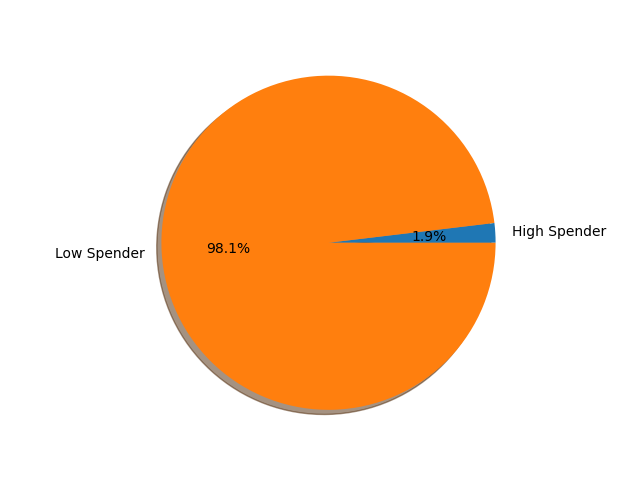 High Spender
1.9%
98.1%
Low Spender